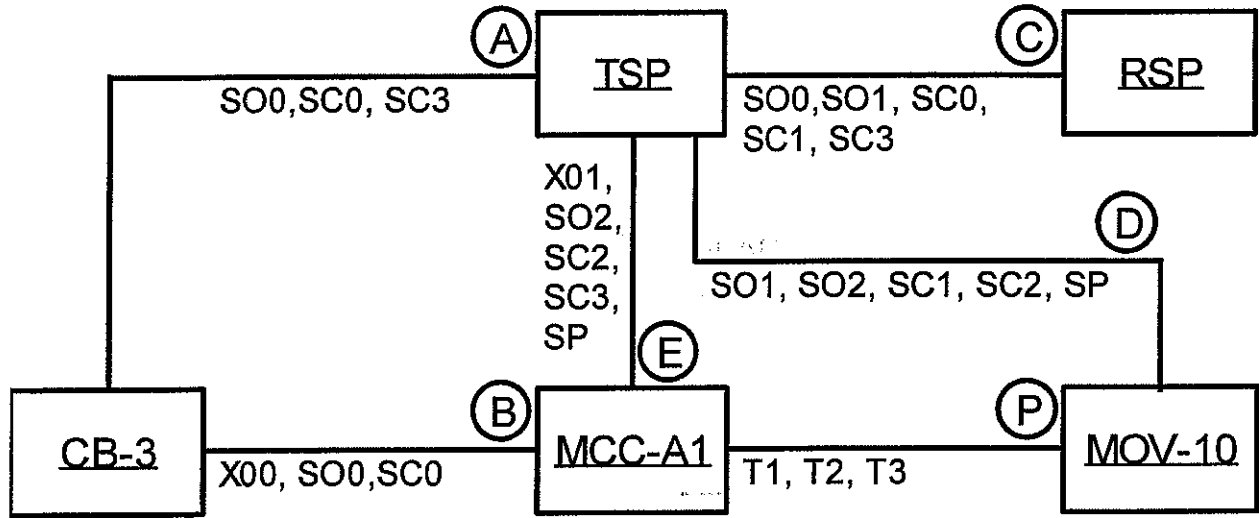 A
TSP
C
RSP
SO0,SC0, SC3
SO0,SO1, SC0,
SC1, SC3
X01,
SO2,
SC2,
SC3,
SP
D
SO1, SO2, SC1, SC2, SP
E
CB-3
B
MCC-A1
P
MOV-10
X00, SO0,SC0
T1, T2, T3